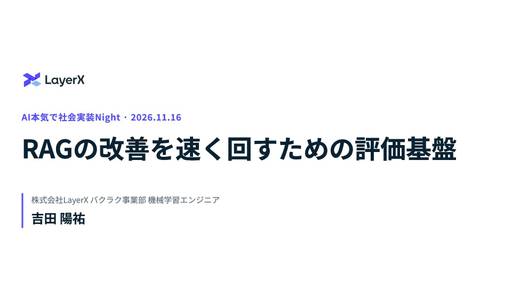 LayerX
AI本気で社会実装Night・2026.11.16
RAGの改善を速く回すための評価基盤
株式会社LayerX バクラク事業部 機械学習エンジニア
吉田 陽祐